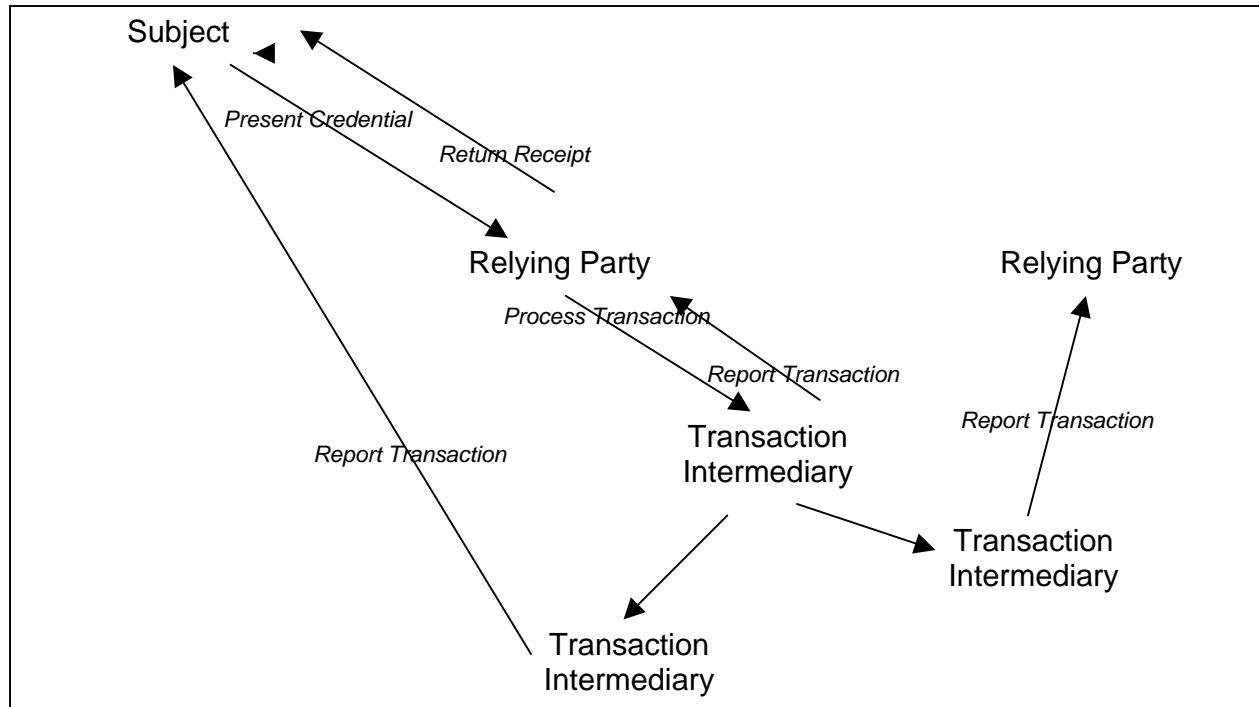 Subject
Present Credential
Return Receipt
Relying Party
Relying Party
Process Transaction
Report Transaction
Report Transaction
Transaction
Intermediary
Report Transaction
Transaction
Intermediary
Transaction
Intermediary